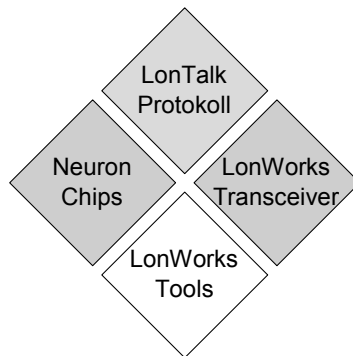 LonTalk
Protokoll
Neuron
Chips
LonWorks
Transceiver
LonWorks
Tools